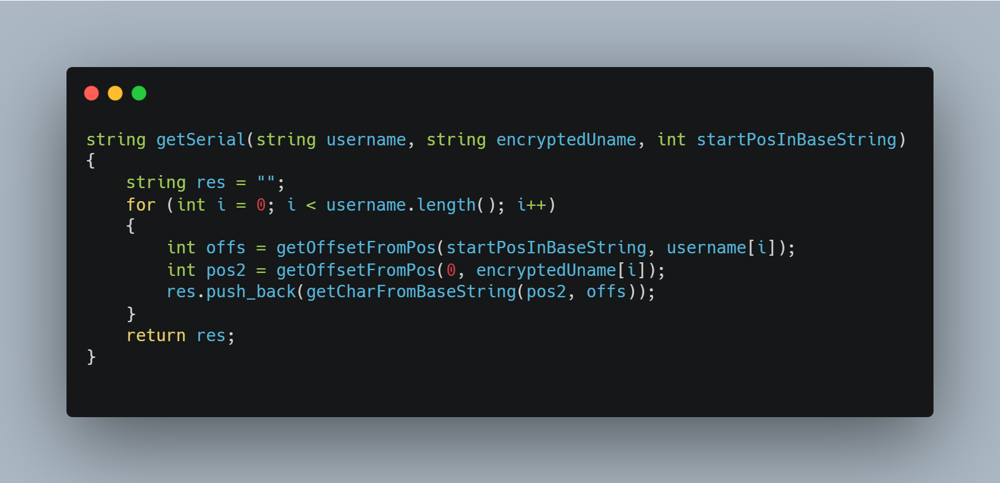 string getSerial(string username, string encryptedUname, int startPosInBaseString)
{
    string res = "";
    for (int i = 0; i < username.length(); i++)
    {
        int offs = getOffsetFromPos(startPosInBaseString, username[i]);
        int pos2 = getOffsetFromPos(0, encryptedUname[i]);
        res.push_back(getCharFromBaseString(pos2, offs));
    }
    return res;
}